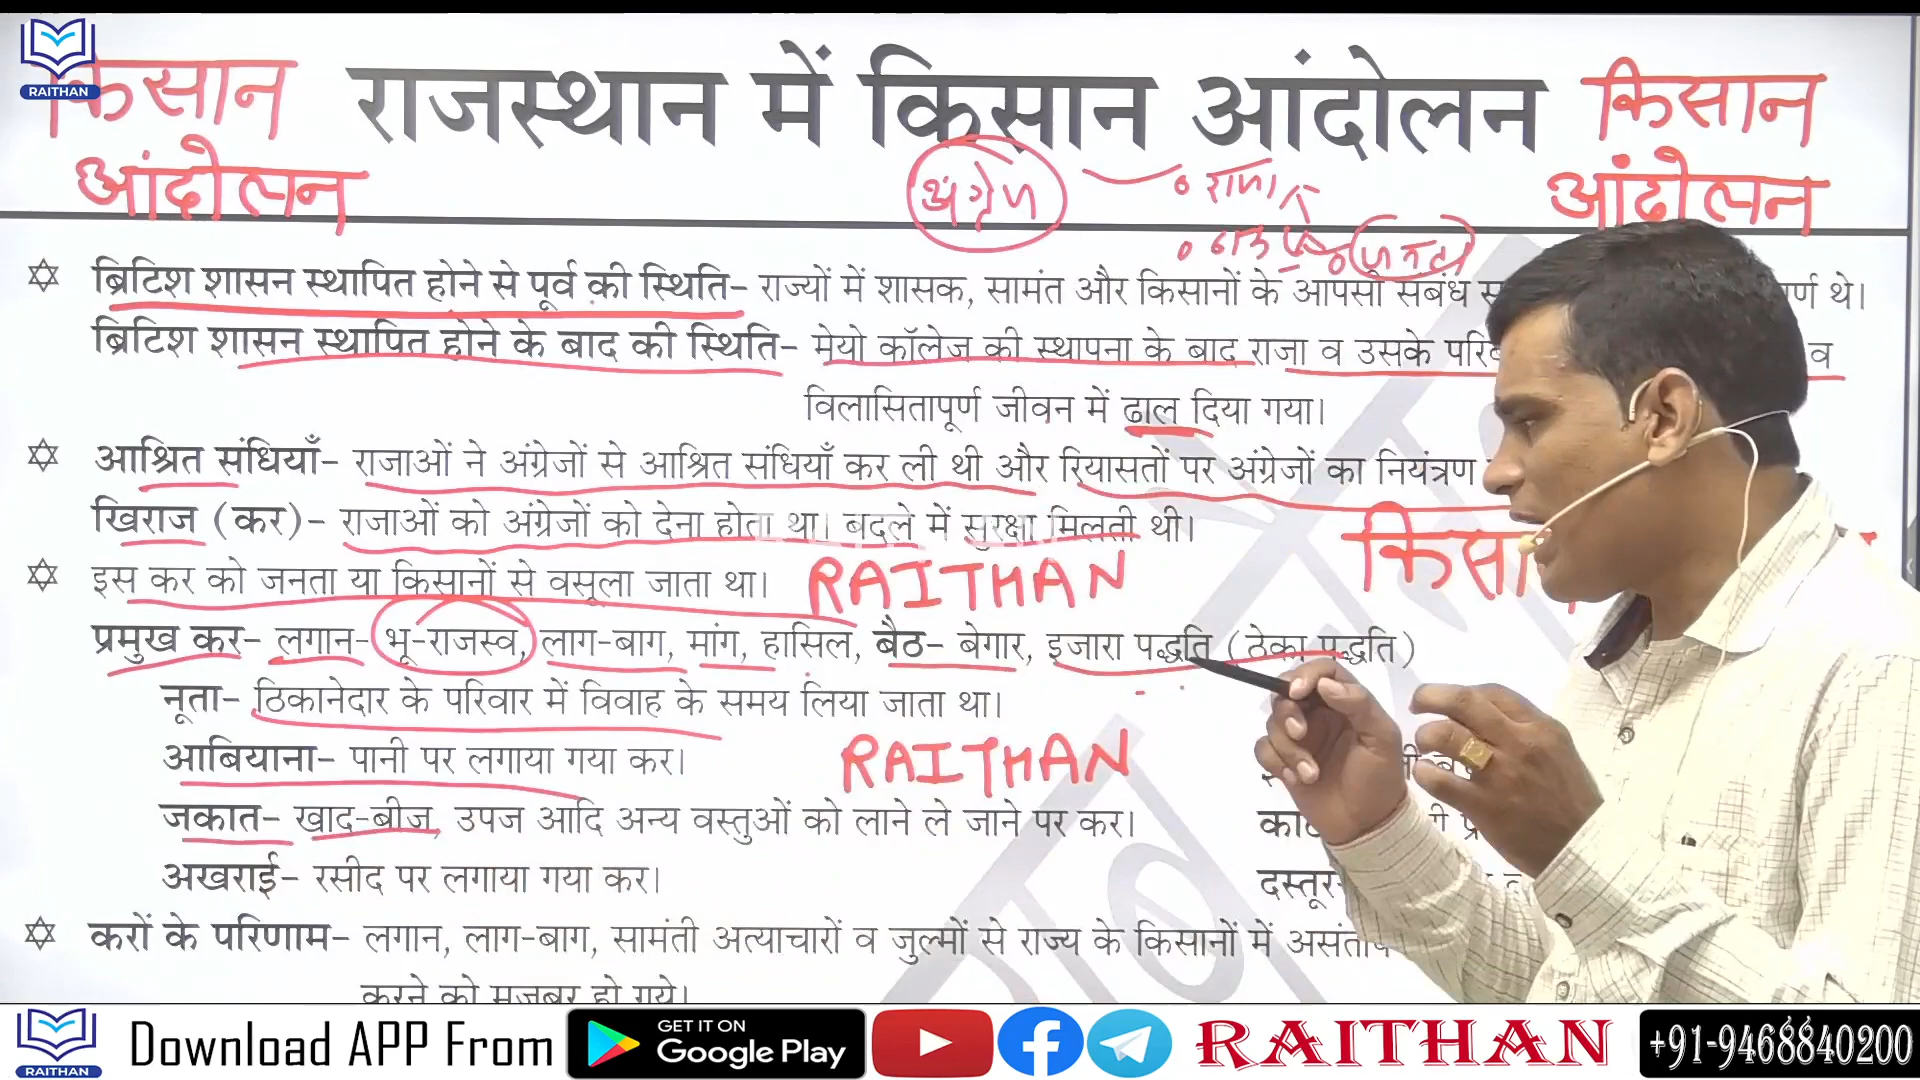 RAITHAN
किसान
आंदोलन
राजस्थान में किसान आंदोलन
किसान
आंदोलन
अंग्रेज
राजा
जनता
ब्रिटिश शासन स्थापित होने से पूर्व की स्थिति- राज्यों में शासक, सामंत और किसानों के आपसी संबंध र्ण थे।
ब्रिटिश शासन स्थापित होने के बाद की स्थिति- मेयो कॉलेज की स्थापना के बाद राजा व उसके व
विलासितापूर्ण जीवन में ढाल दिया गया।
आश्रित संधियाँ- राजाओं ने अंग्रेजों से आश्रित संधियाँ कर ली थी और रियासतों पर अंग्रेजों का नियंत्रण
खिराज (कर)- राजाओं को अंग्रेजों को देना होता था। बदले में सुरक्षा मिलती थी।
इस कर को जनता या किसानों से वसूला जाता था। RAITHAN किसा
प्रमुख कर- लगान- भू-राजस्व, लाग-बाग, मांग, हासिल, बैठ- बेगार, इजारा पद्धति (ठेका पद्धति)
नूता- ठिकानेदार के परिवार में विवाह के समय लिया जाता था।
आबियाना- पानी पर लगाया गया कर। RAITHAN
जकात- खाद-बीज, उपज आदि अन्य वस्तुओं को लाने ले जाने पर कर।
अखराई- रसीद पर लगाया गया कर। दस्तूर-
करों के परिणाम- लगान, लाग-बाग, सामंती अत्याचारों व जुल्मों से राज्य के किसानों में
करने को मजबूर हो गये।
RAITHAN
Download APP From
GET IT ON
Google Play
RAITHAN
+91-9468840200